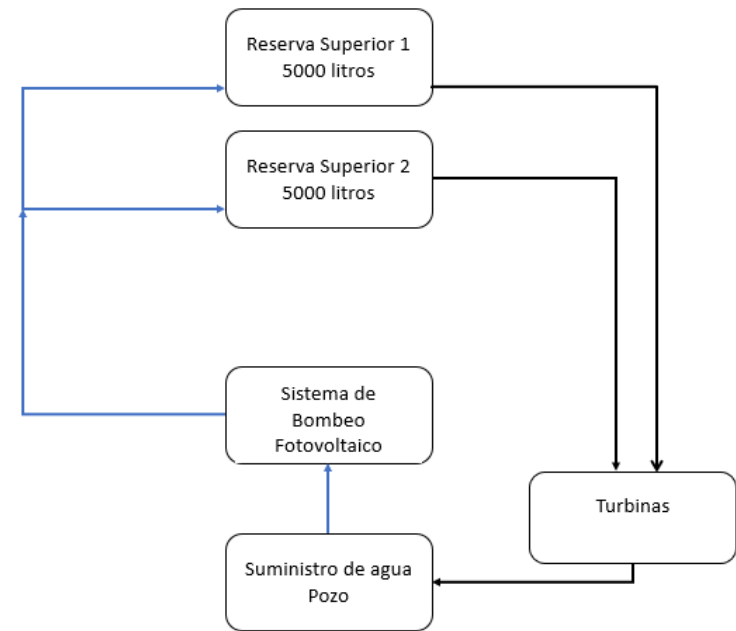 Reserva Superior 1
5000 litros
Reserva Superior 2
5000 litros
Sistema de
Bombeo
Fotovoltaico
Turbinas
Suministro de agua
Pozo